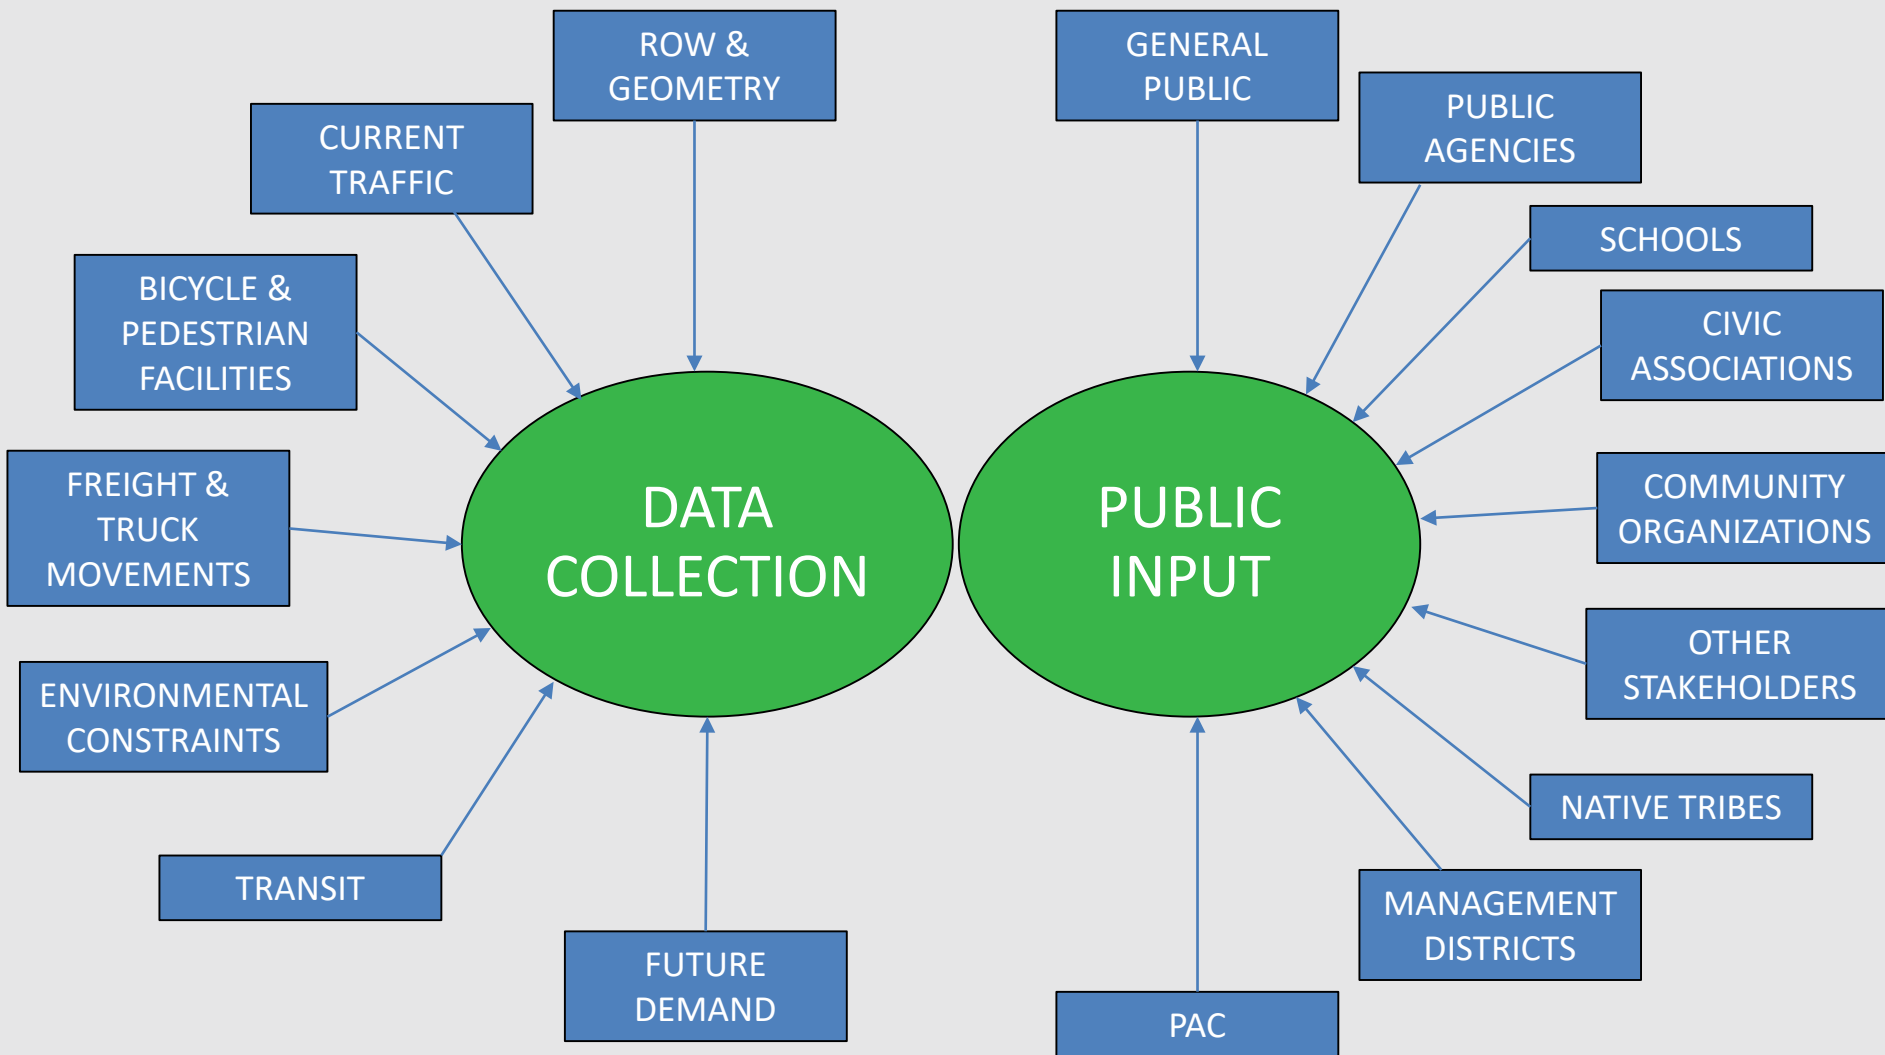 ROW &
GEOMETRY
CURRENT
TRAFFIC
BICYCLE &
PEDESTRIAN
FACILITIES
FREIGHT &
TRUCK
MOVEMENTS
ENVIRONMENTAL
CONSTRAINTS
TRANSIT
FUTURE
DEMAND
DATA
COLLECTION
PUBLIC
INPUT
GENERAL
PUBLIC
PUBLIC
AGENCIES
SCHOOLS
CIVIC
ASSOCIATIONS
COMMUNITY
ORGANIZATIONS
OTHER
STAKEHOLDERS
NATIVE TRIBES
MANAGEMENT
DISTRICTS
PAC